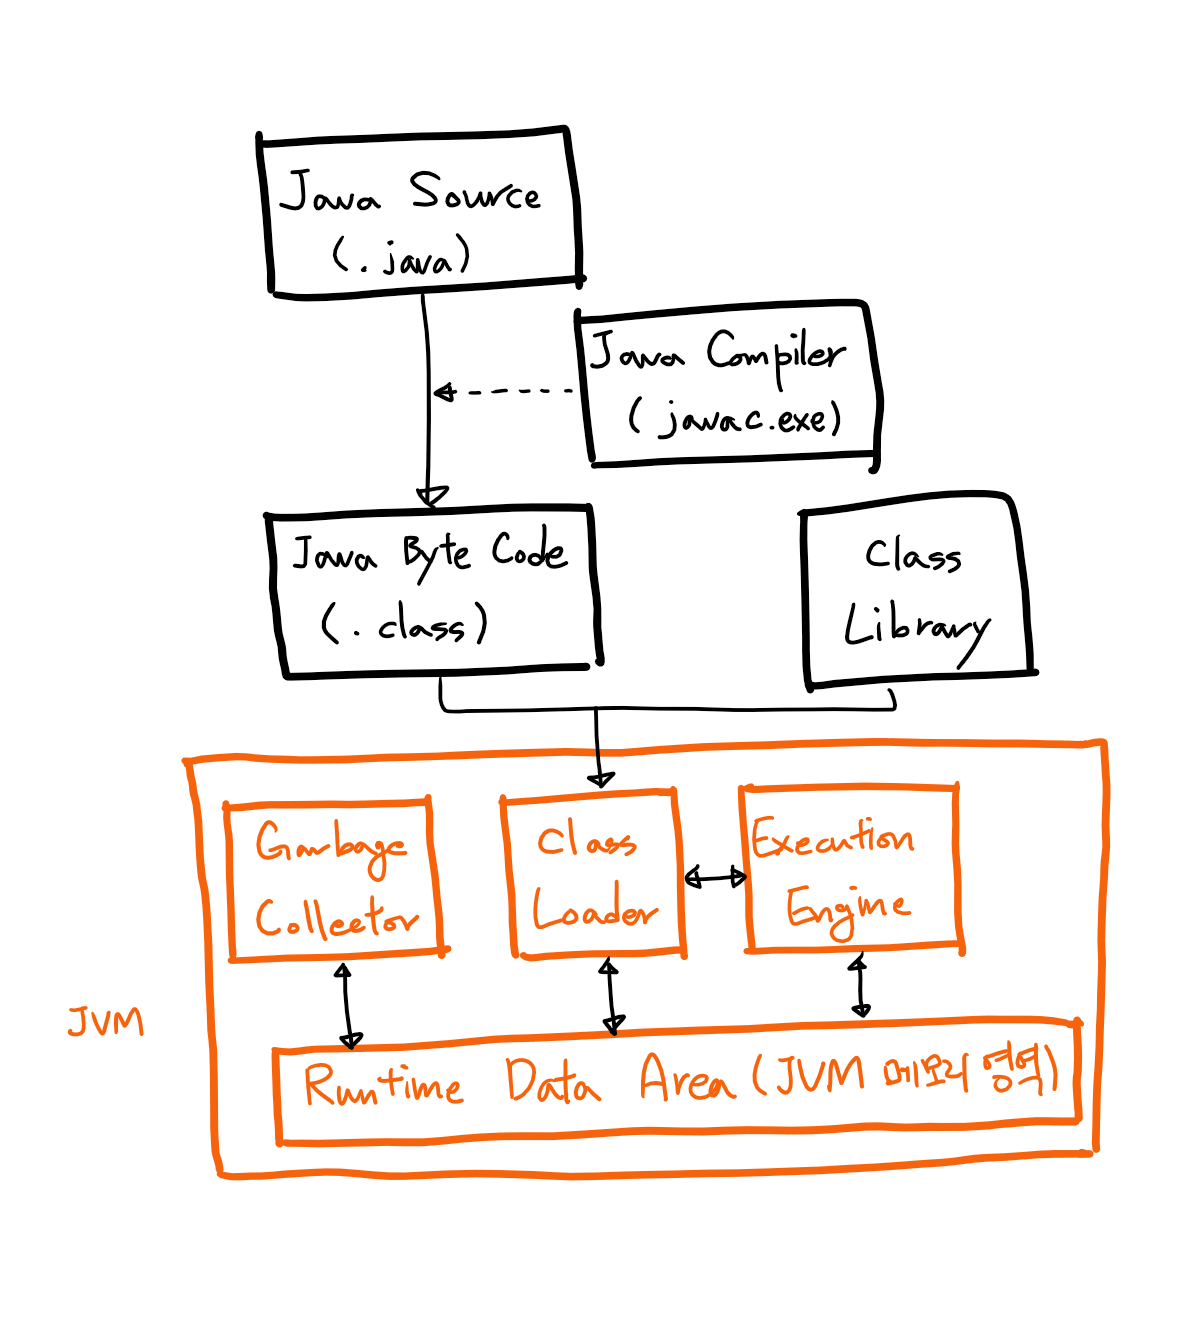 Java Source
(.java)
Java Compiler
(javac.exe)
Java Byte Code
(.class)
Class
Library
Garbage
Collector
Class
Loader
Execution
Engine
JVM
Runtime Data Area (JVM 메모리 영역)